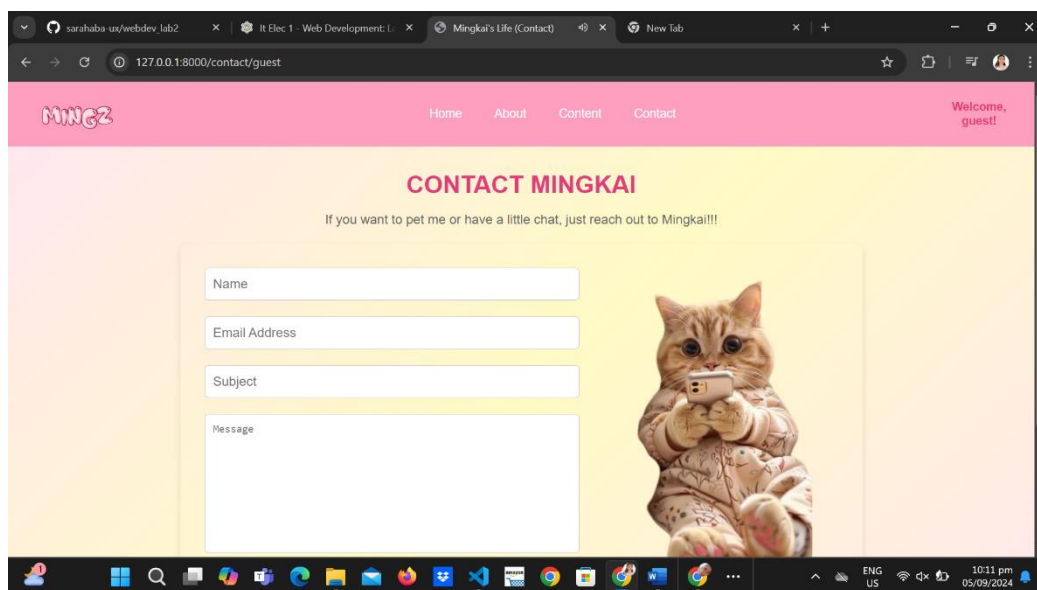 sarahaba-ux/webdev_lab2
It Elec 1 - Web Development: L
Mingkai's Life (Contact)
New Tab
127.0.0.1:8000/contact/guest
MINGZ
Home
About
Content
Contact
Welcome,
guest!
CONTACT MINGKAI
If you want to pet me or have a little chat, just reach out to Mingkai!!!
Name
Email Address
Subject
Message
1
ENG
US
10:11 pm
05/09/2024